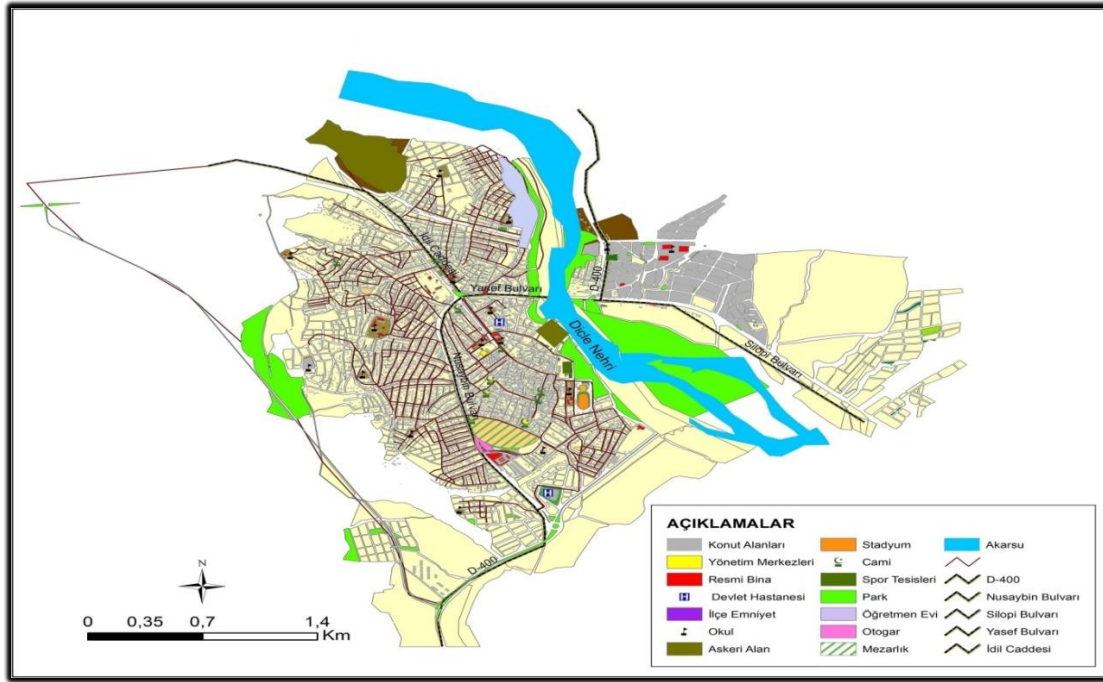 İdil Caddesi
Yasef Bulvarı
D-400
Dicle Nehri
Silopi Bulvarı
Nusaybin Bulvarı
H
H
D-400
N
0 0,35 0,7 1,4
Km
AÇIKLAMALAR
Konut Alanları
Yönetim Merkezleri
Resmi Bina
H Devlet Hastanesi
İlçe Emniyet
Okul
Askeri Alan
Stadyum
Cami
Spor Tesisleri
Park
Öğretmen Evi
Otogar
Mezarlık
Akarsu
D-400
Nusaybin Bulvarı
Silopi Bulvarı
Yasef Bulvarı
İdil Caddesi